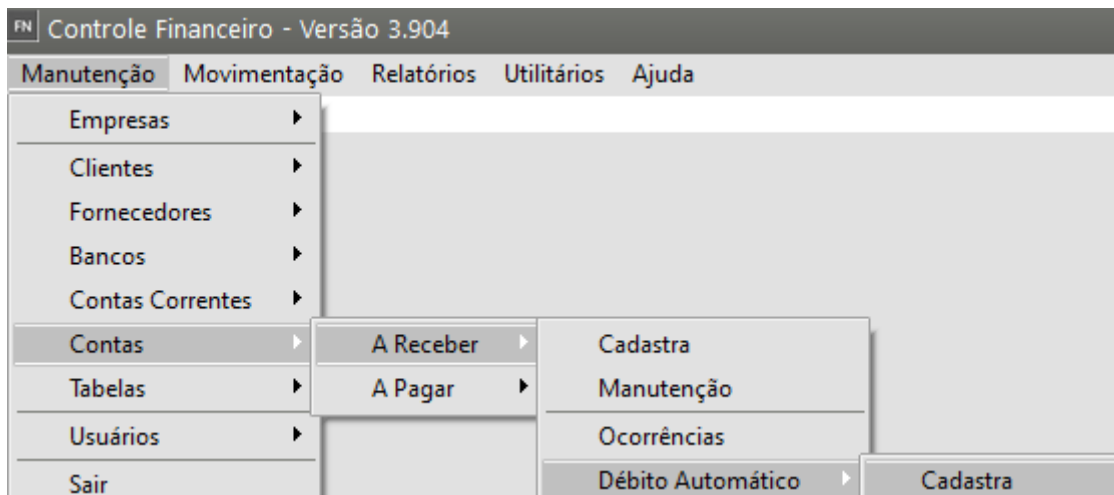 FN Controle Financeiro - Versão 3.904
Manutenção Movimentação Relatórios Utilitários Ajuda
Empresas
Clientes
Fornecedores
Bancos
Contas Correntes
Contas A Receber Cadastra
Tabelas A Pagar Manutenção
Usuários Ocorrências
Sair Débito Automático Cadastra